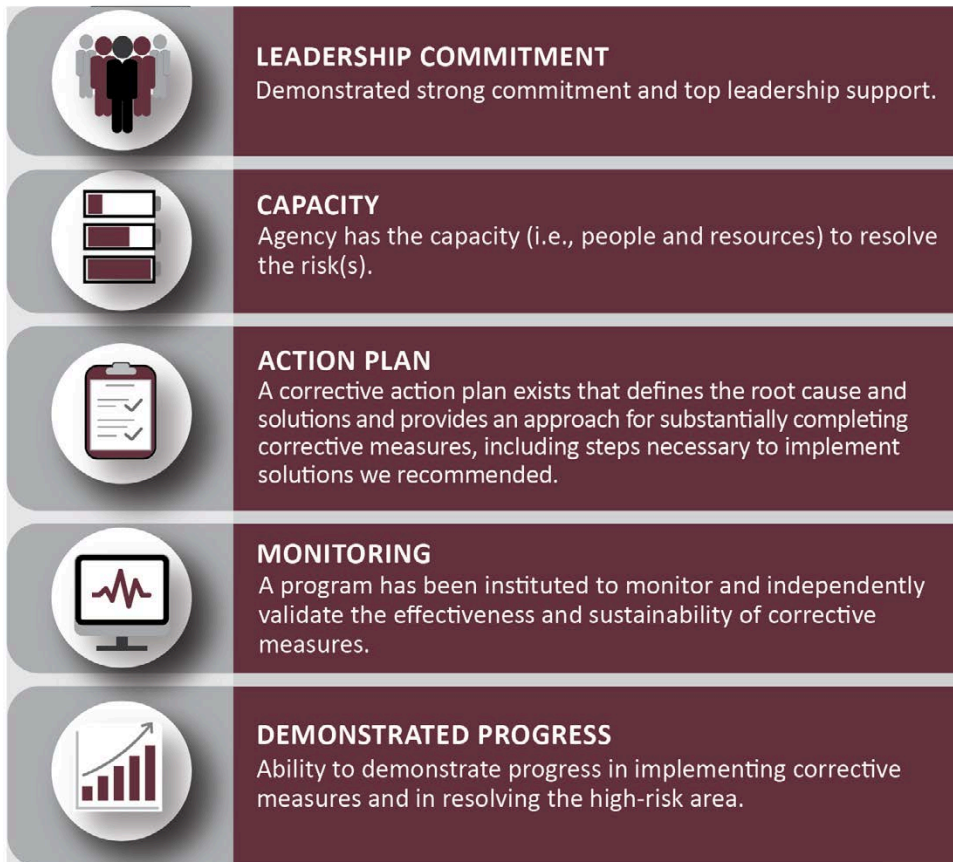 LEADERSHIP COMMITMENT
Demonstrated strong commitment and top leadership support.
CAPACITY
Agency has the capacity (i.e., people and resources) to resolve
the risk(s).
ACTION PLAN
A corrective action plan exists that defines the root cause and
solutions and provides an approach for substantially completing
corrective measures, including steps necessary to implement
solutions we recommended.
MONITORING
A program has been instituted to monitor and independently
validate the effectiveness and sustainability of corrective
measures.
DEMONSTRATED PROGRESS
Ability to demonstrate progress in implementing corrective
measures and in resolving the high-risk area.